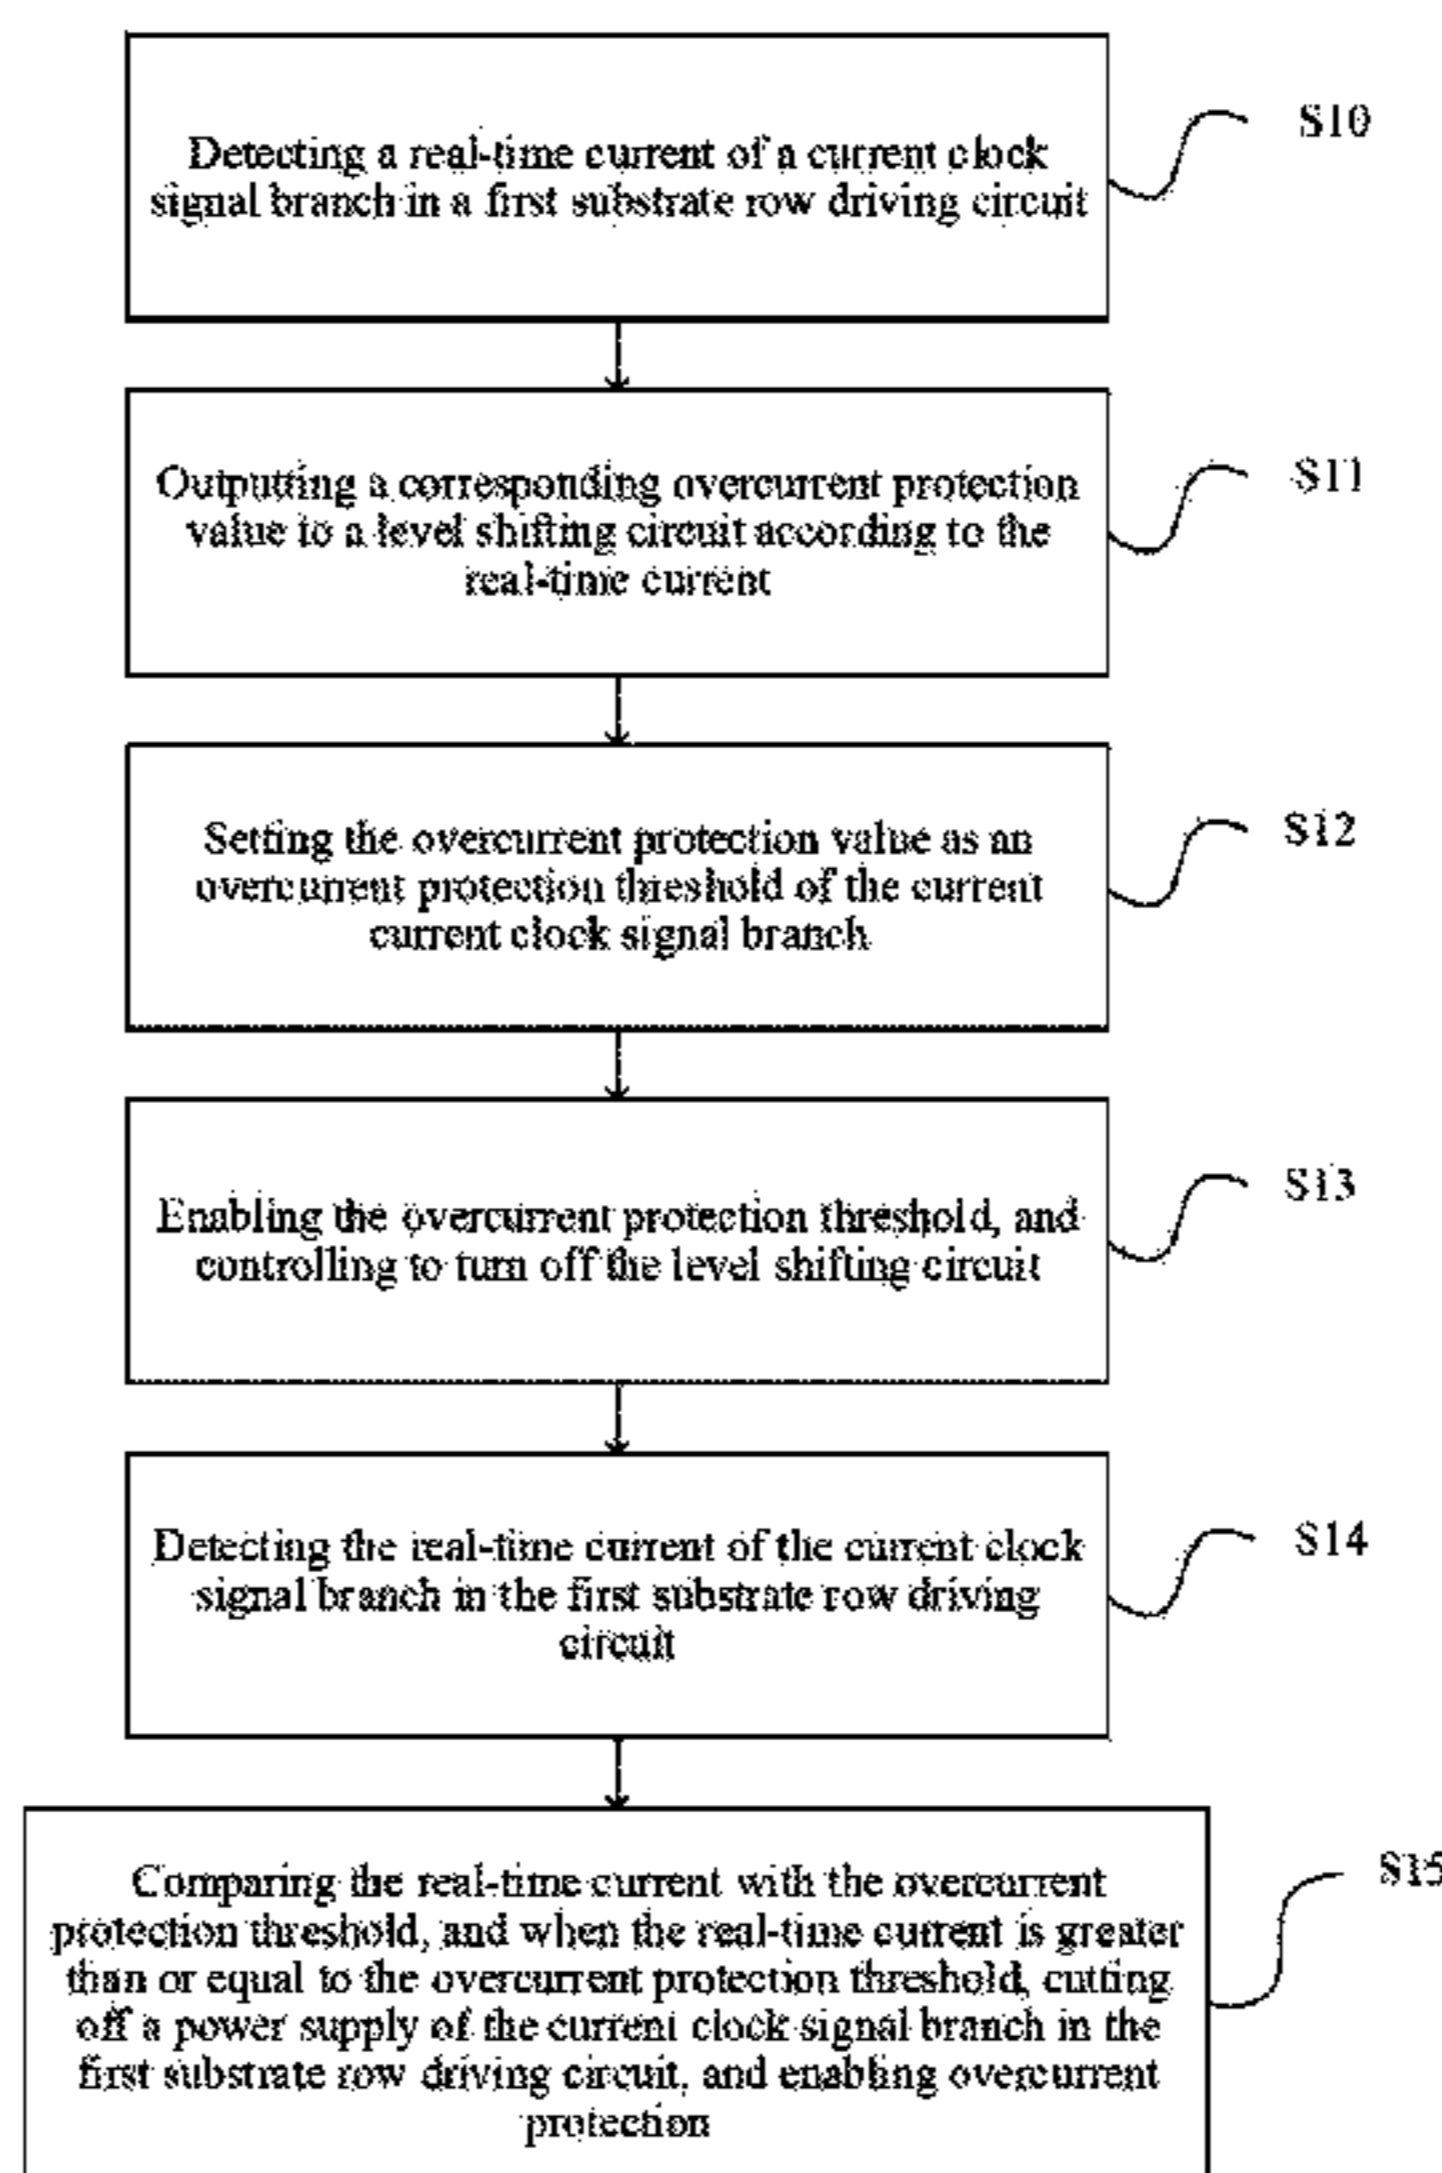 Detecting a real-time current of a current clock
signal branch in a first substrate row driving circuit
S10
Outputting a corresponding overcurrent protection
value to a level shifting circuit according to the
real-time current
S11
Setting the overcurrent protection value as an
overcurrent protection threshold of the current
current clock signal branch
S12
Enabling the overcurrent protection threshold, and
controlling to turn off the level shifting circuit
S13
Detecting the real-time current of the current clock
signal branch in the first substrate row driving
circuit
S14
Comparing the real-time current with the overcurrent
protection threshold, and when the real-time current is greater
than or equal to the overcurrent protection threshold, cutting
off a power supply of the current clock signal branch in the
first substrate row driving circuit, and enabling overcurrent
protection
S15